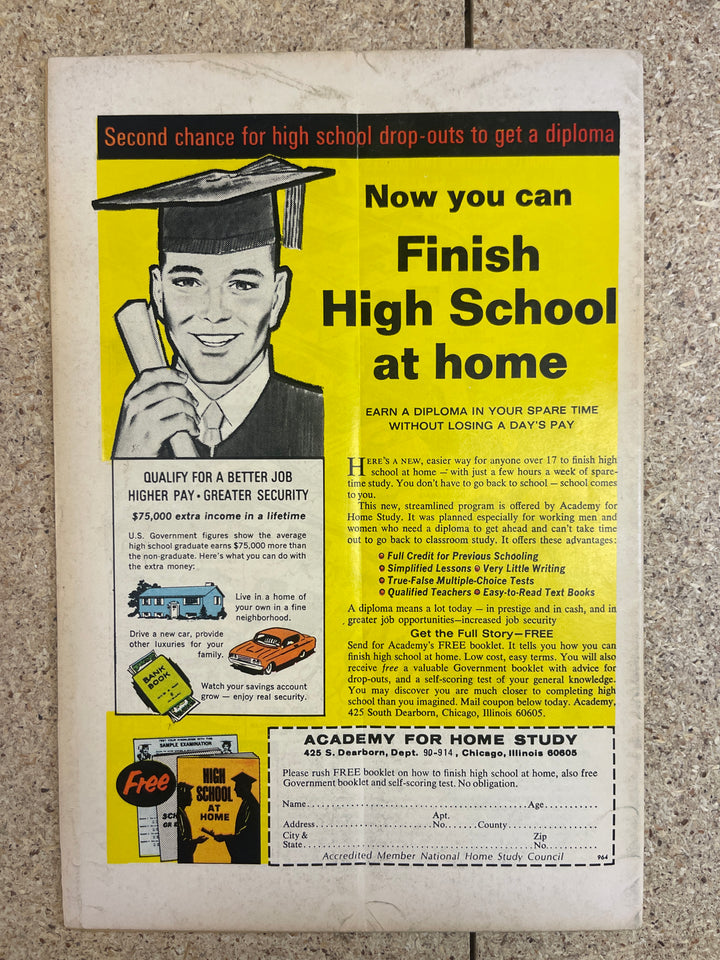 Second chance for high school drop-outs to get a diploma
Now you can
Finish
High School
at home
EARN A DIPLOMA IN YOUR SPARE TIME
WITHOUT LOSING A DAY'S PAY
HERE'S A NEW, easier way for anyone over 17 to finish high
school at home — with just a few hours a week of spare-
time study. You don't have to go back to school — school comes
to you.
This new, streamlined program is offered by Academy for
Home Study. It was planned especially for working men and
women who need a diploma to get ahead and can't take time
out to go back to classroom study. It offers these advantages:
Full Credit for Previous Schooling
Simplified Lessons Very Little Writing
True-False Multiple-Choice Tests
Qualified Teachers Easy-to-Read Text Books
A diploma means a lot today — in prestige and in cash, and in
greater job opportunities—increased job security
Get the Full Story—FREE
Send for Academy's FREE booklet. It tells you how you can
finish high school at home. Low cost, easy terms. You will also
receive free a valuable Government booklet with advice for
drop-outs, and a self-scoring test of your general knowledge.
You may discover you are much closer to completing high
school than you imagined. Mail coupon below today. Academy,
425 South Dearborn, Chicago, Illinois 60605.
QUALIFY FOR A BETTER JOB
HIGHER PAY • GREATER SECURITY
$75,000 extra income in a lifetime
U.S. Government figures show the average
high school graduate earns $75,000 more than
the non-graduate. Here's what you can do with
the extra money:
Live in a home of
your own in a fine
neighborhood.
Drive a new car, provide
other luxuries for your
family.
BANK
BOOK
Watch your savings account
grow — enjoy real security.
SAMPLE EXAMINATION
Free
HIGH
SCHOOL
AT
HOME
ACADEMY FOR HOME STUDY
425 S. Dearborn, Dept. 9D-914, Chicago, Illinois 60605
Please rush FREE booklet on how to finish high school at home, also free
Government booklet and self-scoring test. No obligation.
Name Age
Apt.
Address No. County
City & Zip
State No.
Accredited Member National Home Study Council 964